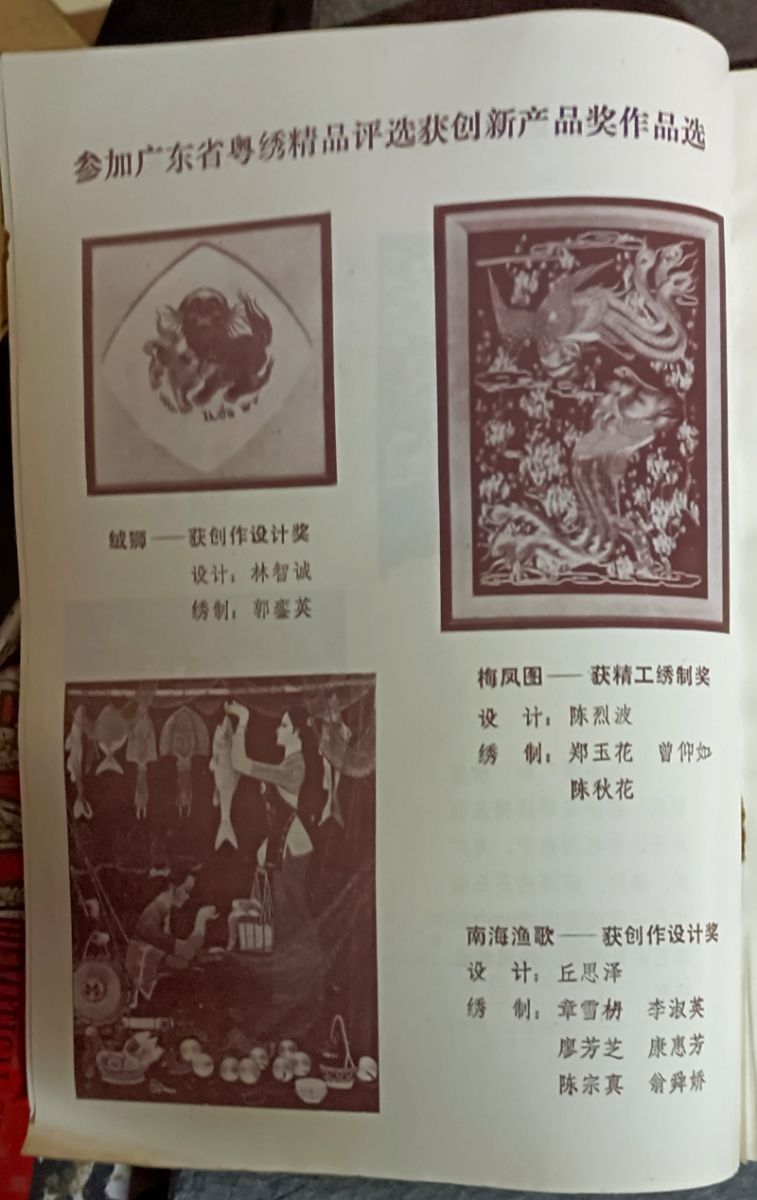 参加广东省粤绣精品评选获创新产品奖作品选
绒狮——获创作设计奖
设计：林智诚
绣制：郭銮英
梅凤图——获精工绣制奖
设 计：陈烈波
绣 制：郑玉花 曾仰如
陈秋花
南海渔歌——获创作设计奖
设 计：丘思泽
绣 制：章雪枬 李淑英
廖芳芝 康惠芳
陈宗真 翁舜娇